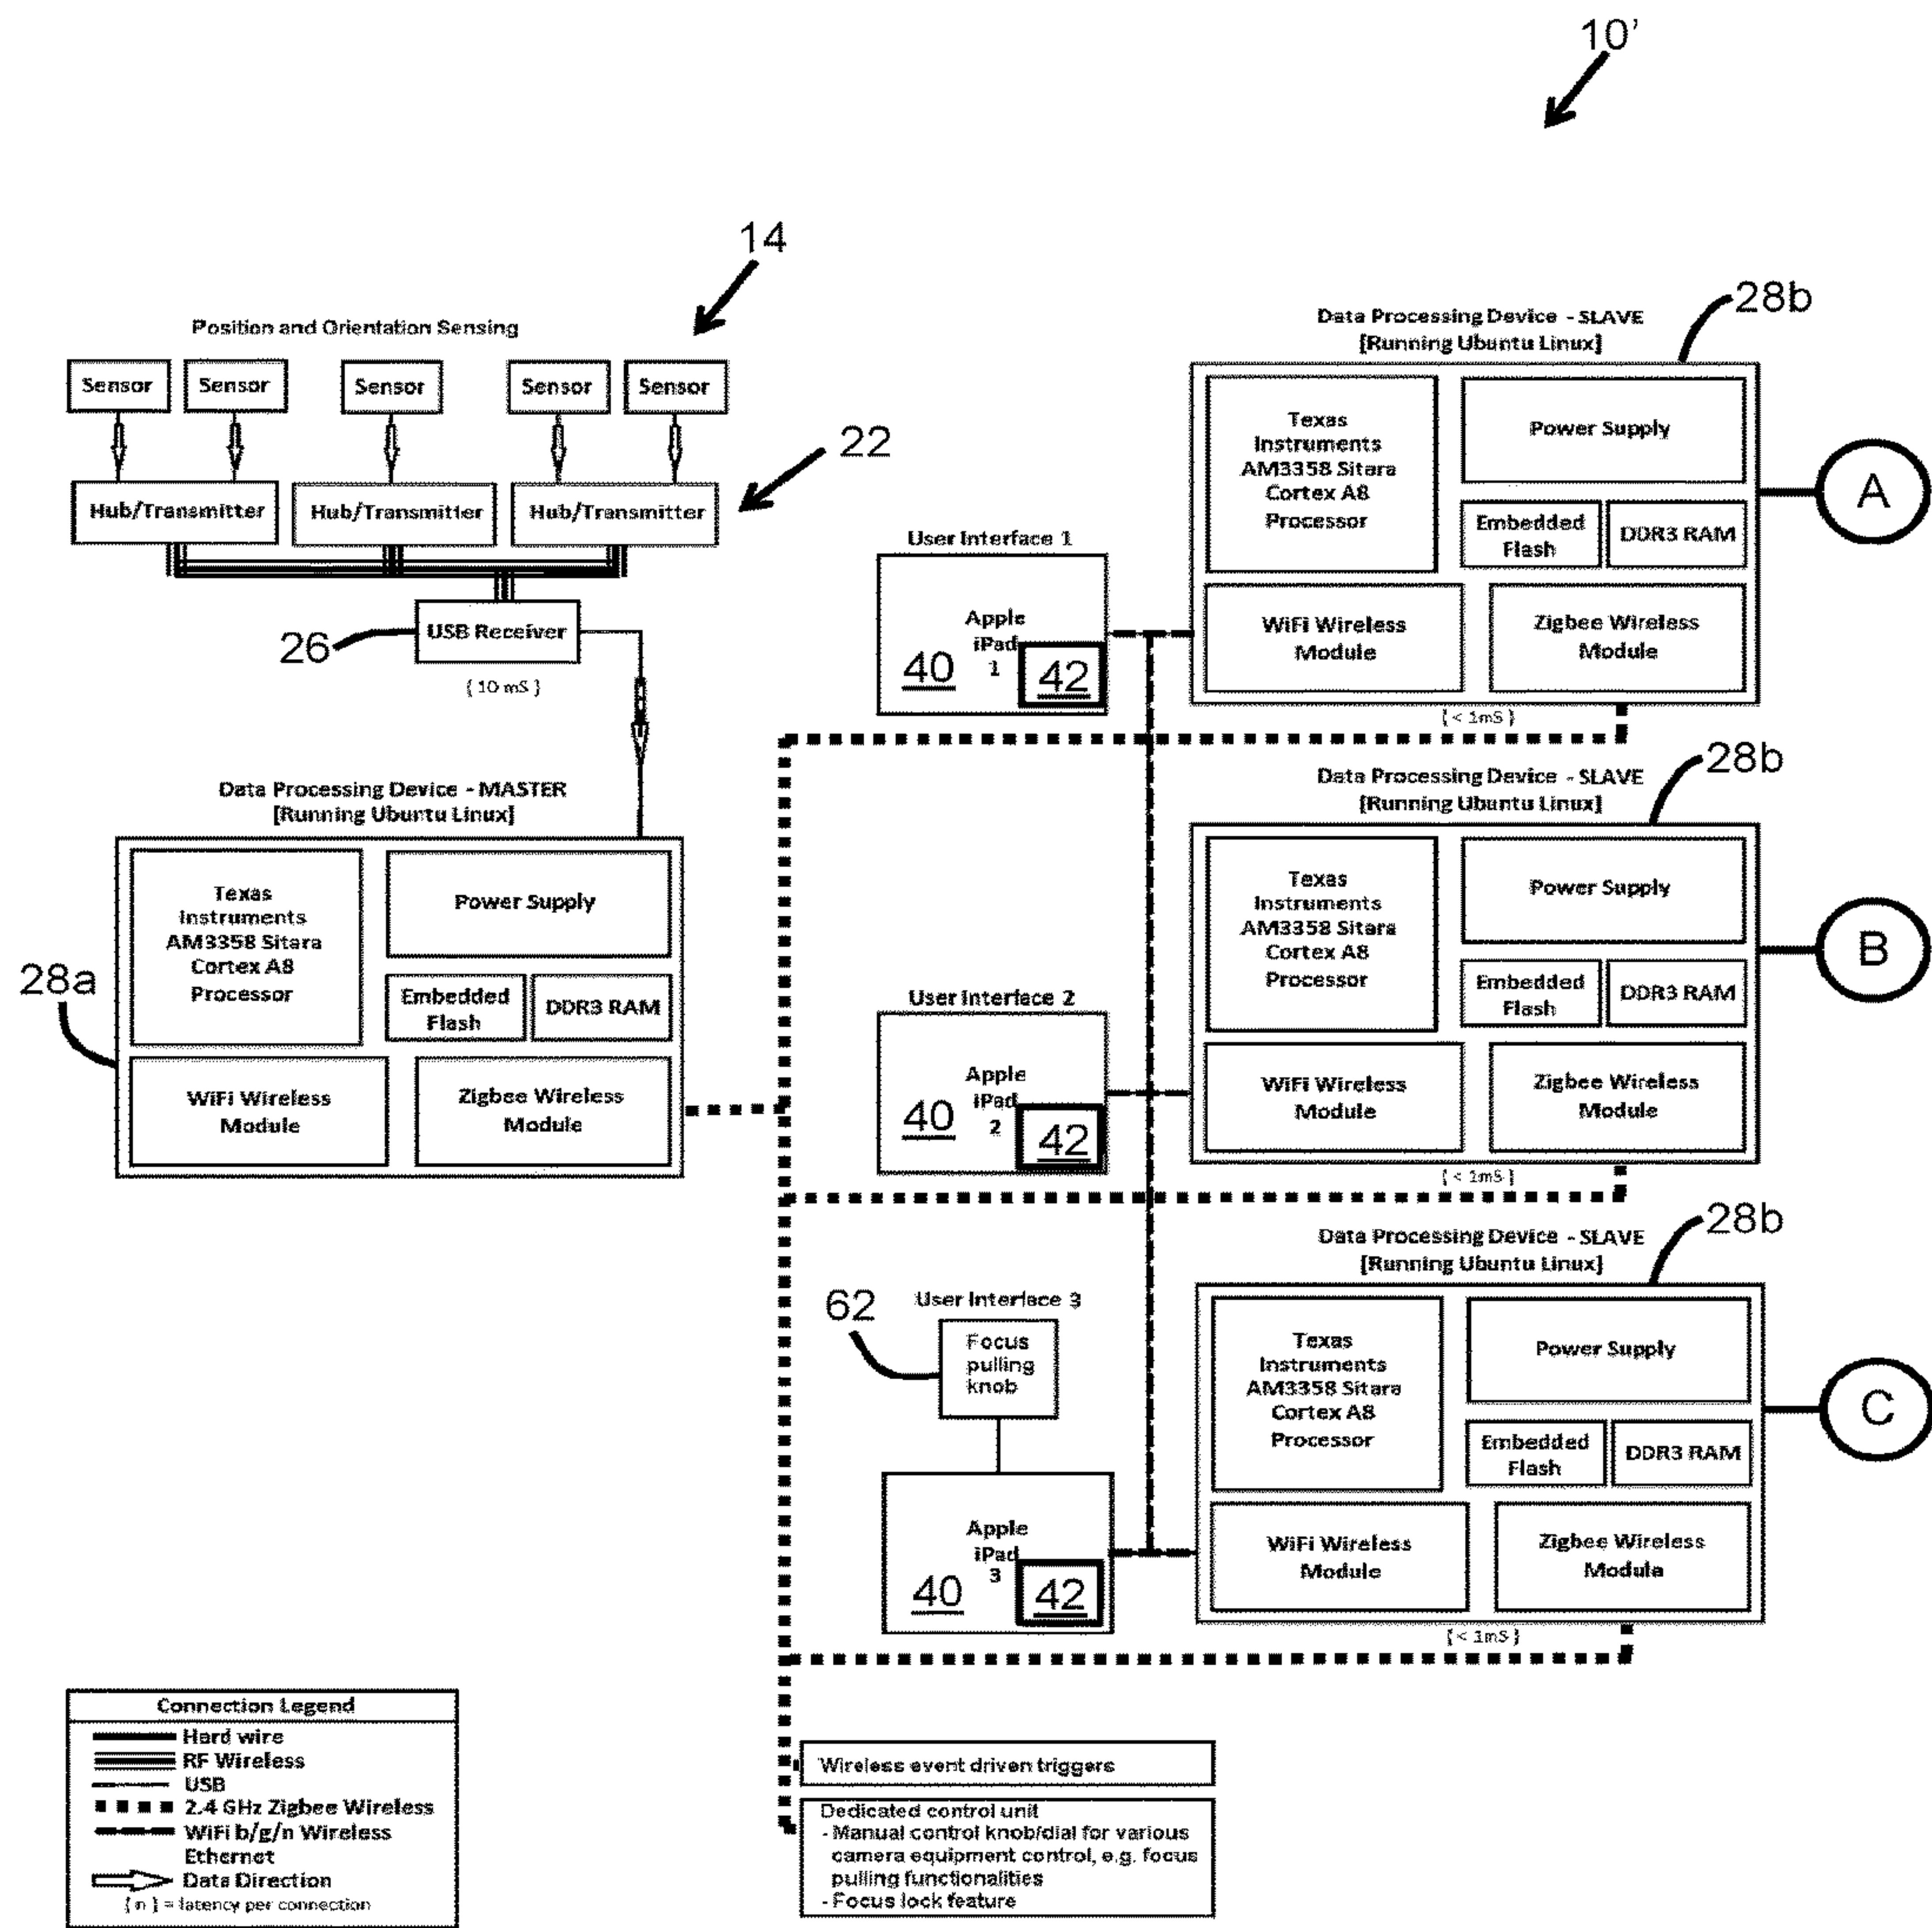 10'
14
Position and Orientation Sensing
Sensor
Sensor
Sensor
Sensor
Sensor
22
Hub/Transmitter
Hub/Transmitter
Hub/Transmitter
26
USB Receiver
{ 10 mS }
Data Processing Device - MASTER
[Running Ubuntu Linux]
28a
Texas
Instruments
AM3358 Sitara
Cortex A8
Processor
Power Supply
Embedded
Flash
DDR3 RAM
WiFi Wireless
Module
Zigbee Wireless
Module
User Interface 1
Apple
iPad
1
40
42
Data Processing Device - SLAVE
[Running Ubuntu Linux]
28b
Texas
Instruments
AM3358 Sitara
Cortex A8
Processor
Power Supply
Embedded
Flash
DDR3 RAM
WiFi Wireless
Module
Zigbee Wireless
Module
{ < 1mS }
A
User Interface 2
Apple
iPad
2
40
42
Data Processing Device - SLAVE
[Running Ubuntu Linux]
28b
Texas
Instruments
AM3358 Sitara
Cortex A8
Processor
Power Supply
Embedded
Flash
DDR3 RAM
WiFi Wireless
Module
Zigbee Wireless
Module
{ < 1mS }
B
62
User Interface 3
Focus
pulling
knob
Apple
iPad
3
40
42
Data Processing Device - SLAVE
[Running Ubuntu Linux]
28b
Texas
Instruments
AM3358 Sitara
Cortex A8
Processor
Power Supply
Embedded
Flash
DDR3 RAM
WiFi Wireless
Module
Zigbee Wireless
Module
{ < 1mS }
C
Connection Legend
Hard wire
RF Wireless
USB
2.4 GHz Zigbee Wireless
WiFi b/g/n Wireless
Ethernet
Data Direction
{ n } = latency per connection
Wireless event driven triggers
Dedicated control unit
- Manual control knob/dial for various
camera equipment control, e.g. focus
pulling functionalities
- Focus lock feature